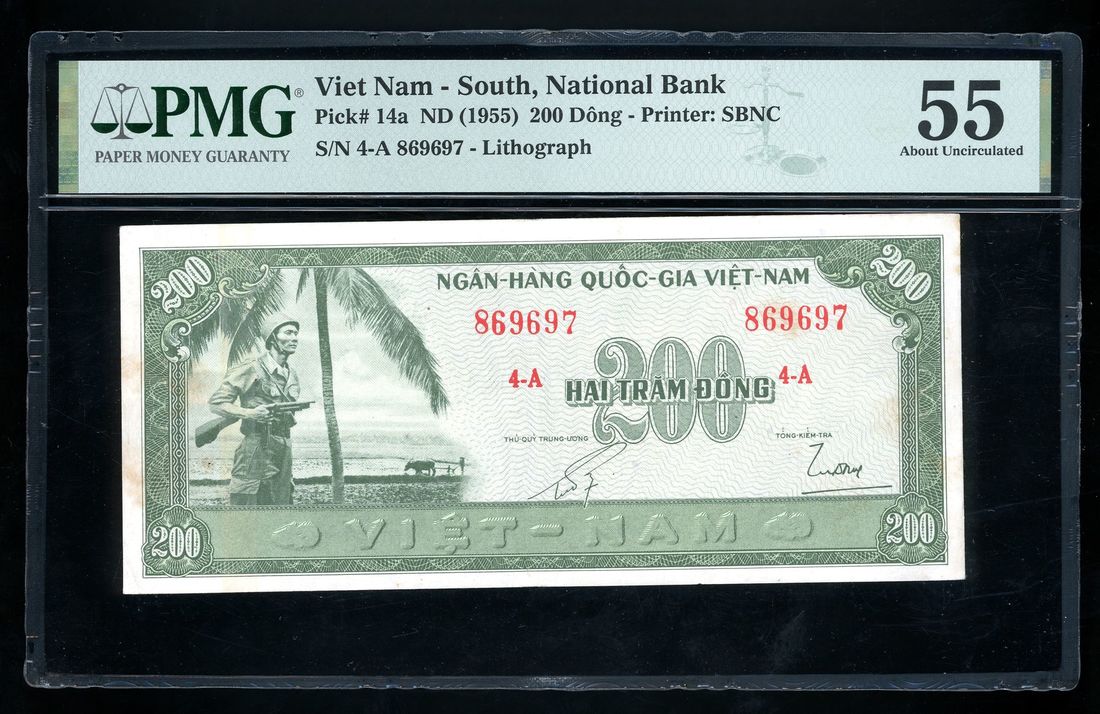 PMG®
PAPER MONEY GUARANTY
Viet Nam - South, National Bank
Pick# 14a ND (1955) 200 Dông - Printer: SBNC
S/N 4-A 869697 - Lithograph
55
About Uncirculated
200
200
NGÂN-HÀNG QUỐC-GIA VIỆT-NAM
869697
869697
200
4-A
HAI TRĂM ĐỒNG
4-A
THỦ-QUỸ TRUNG-ƯƠNG
TỔNG-KIỂM-TRA
VIỆT-NAM
200
200